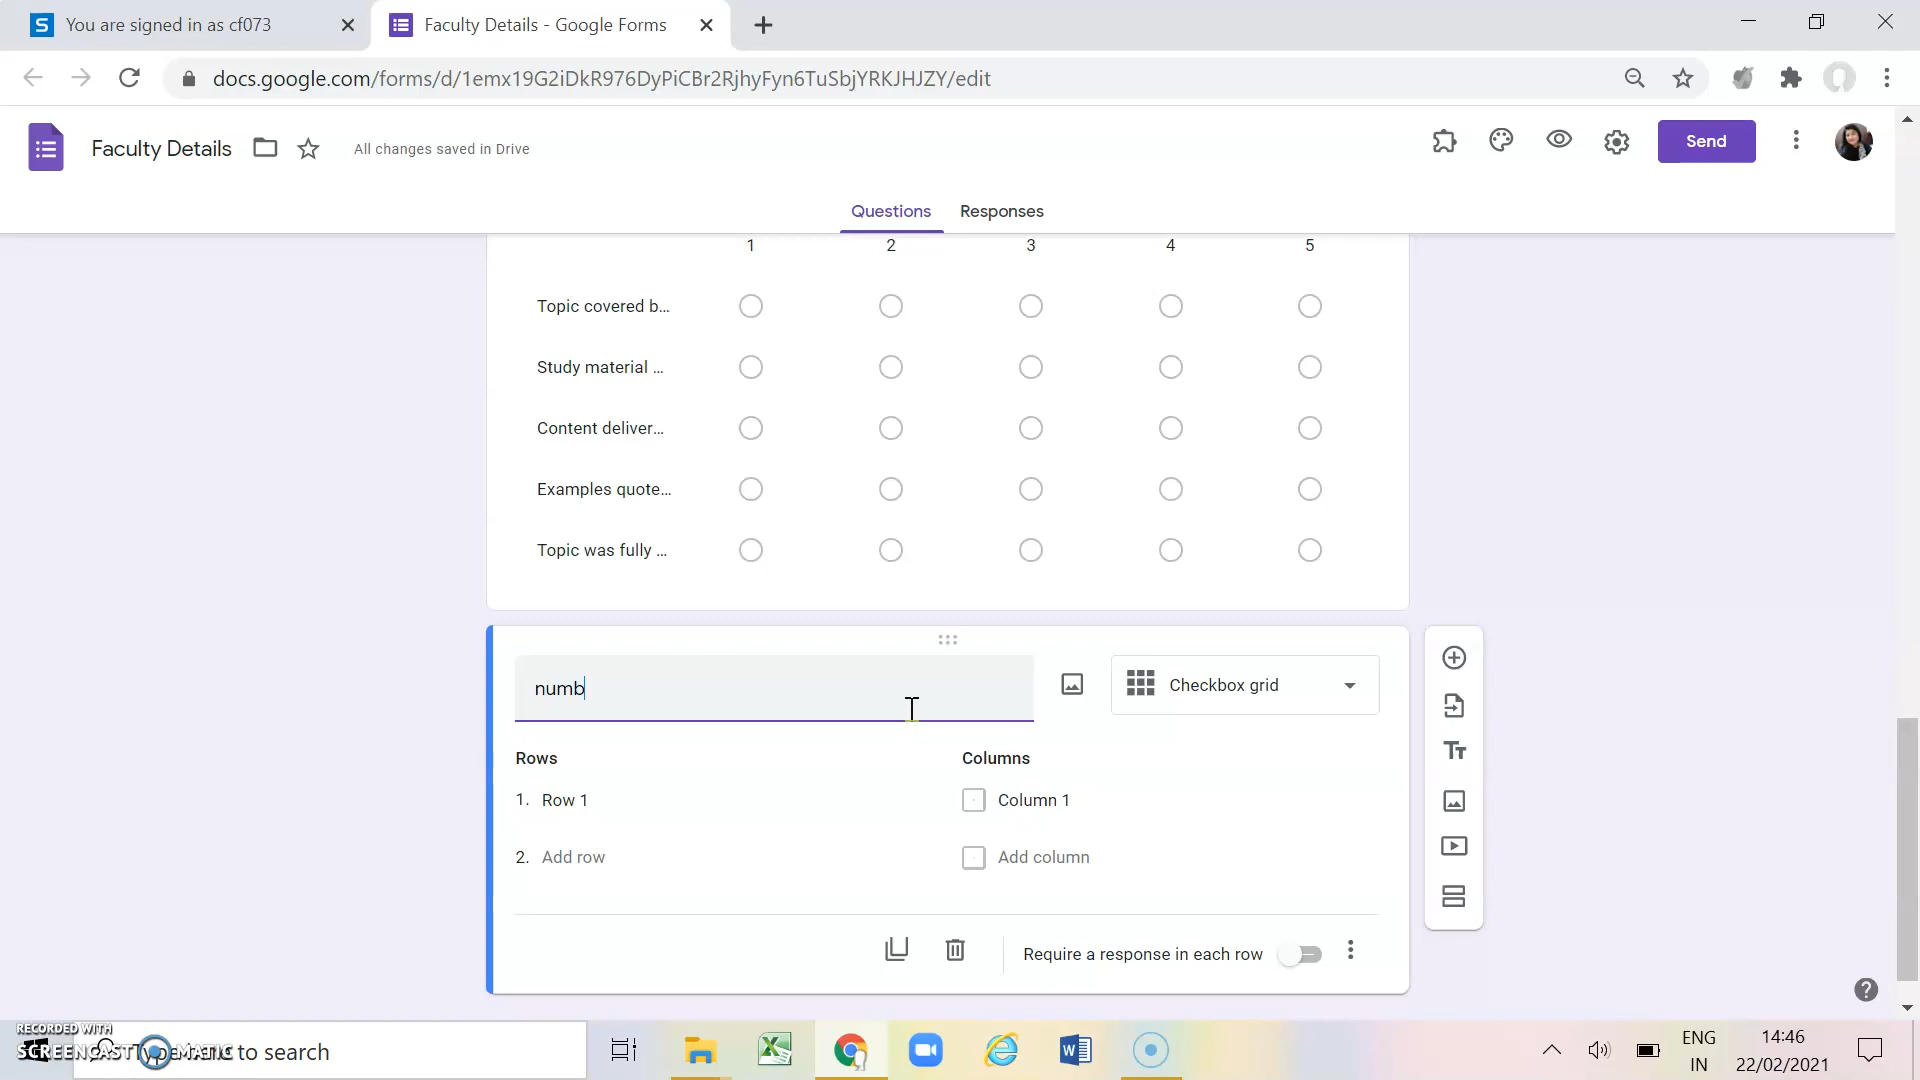 You are signed in as cf073
Faculty Details - Google Forms
docs.google.com/forms/d/1emx19G2iDkR976DyPiCBr2RjhyFyn6TuSbjYRKJHJZY/edit
Faculty Details
All changes saved in Drive
Send
Questions
Responses
1 2 3 4 5
Topic covered b...
Study material ...
Content deliver...
Examples quote...
Topic was fully ...
numb
Checkbox grid
Rows
Columns
1. Row 1
Column 1
2. Add row
Add column
Require a response in each row
RECORDED WITH
SCREENCAST MATIC
Type here to search
ENG
IN
14:46
22/02/2021